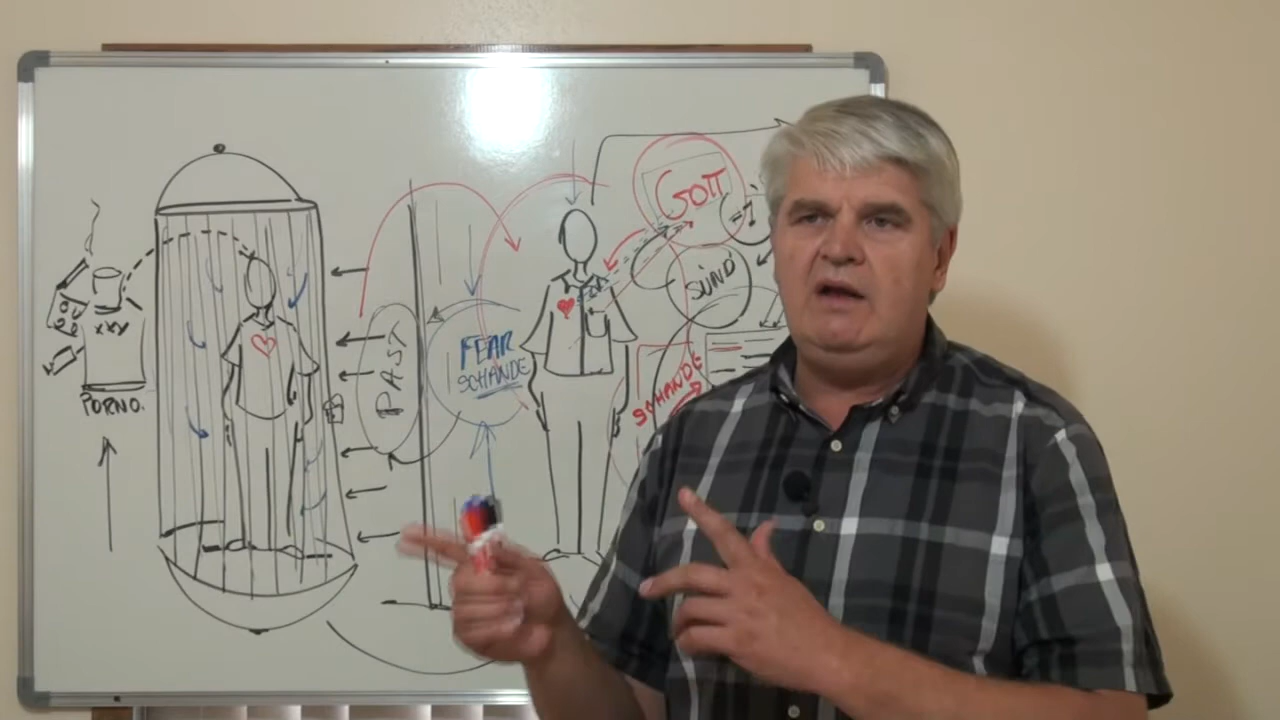 XXX
PORNO.
PAST
FEAR
SCHANDE
GOTT
SÜND
SCHANDE